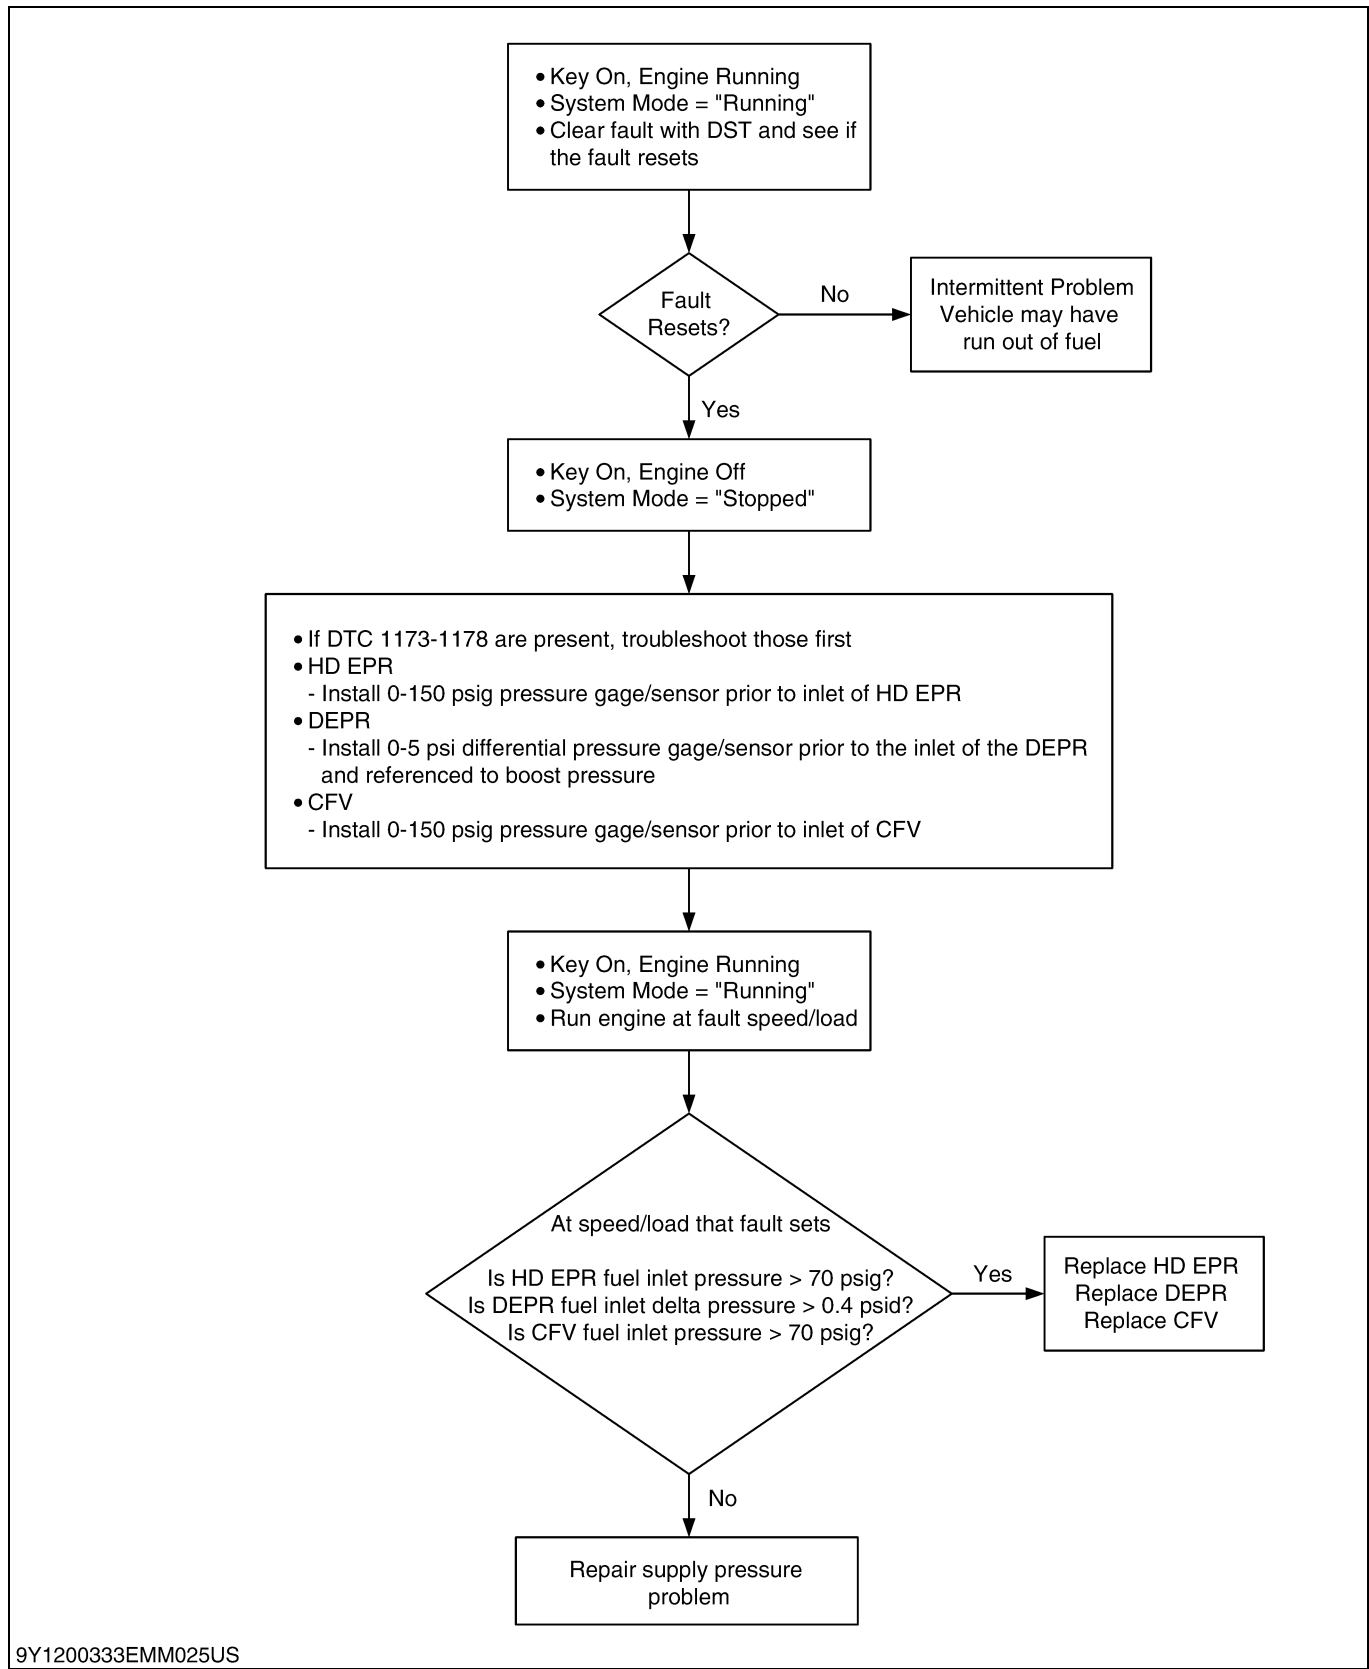 • Key On, Engine Running
• System Mode = "Running"
• Clear fault with DST and see if
the fault resets
Fault
Resets?
No
Intermittent Problem
Vehicle may have
run out of fuel
Yes
• Key On, Engine Off
• System Mode = "Stopped"
• If DTC 1173-1178 are present, troubleshoot those first
• HD EPR
- Install 0-150 psig pressure gage/sensor prior to inlet of HD EPR
• DEPR
- Install 0-5 psi differential pressure gage/sensor prior to the inlet of the DEPR
and referenced to boost pressure
• CFV
- Install 0-150 psig pressure gage/sensor prior to inlet of CFV
• Key On, Engine Running
• System Mode = "Running"
• Run engine at fault speed/load
At speed/load that fault sets
Is HD EPR fuel inlet pressure > 70 psig?
Is DEPR fuel inlet delta pressure > 0.4 psid?
Is CFV fuel inlet pressure > 70 psig?
Yes
Replace HD EPR
Replace DEPR
Replace CFV
No
Repair supply pressure
problem
9Y1200333EMM025US